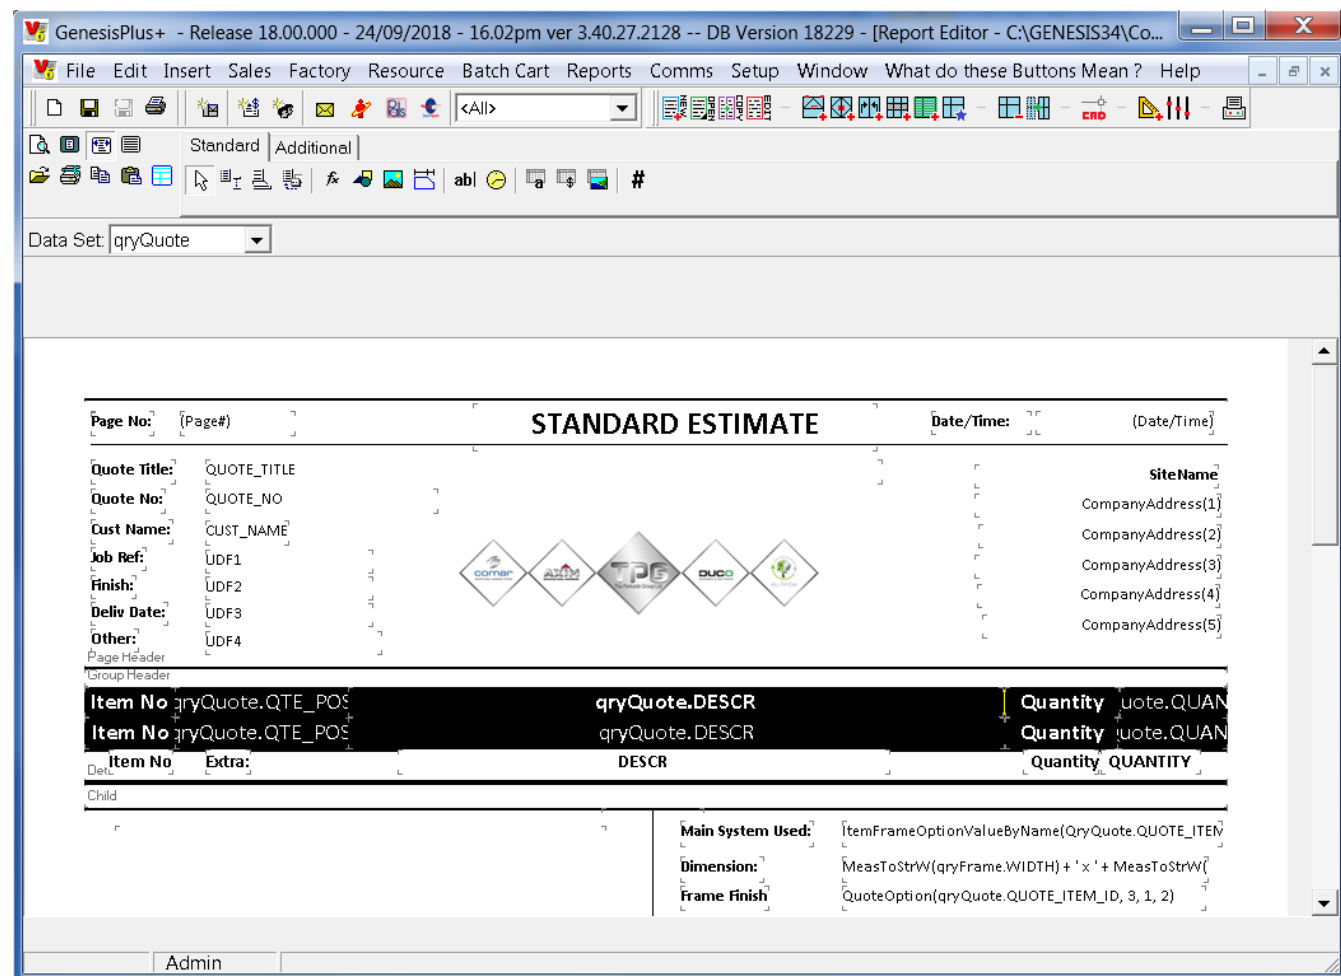 GenesisPlus+ - Release 18.00.000 - 24/09/2018 - 16.02pm ver 3.40.27.2128 -- DB Version 18229 - [Report Editor - C:\GENESIS34\Co...
File Edit Insert Sales Factory Resource Batch Cart Reports Comms Setup Window What do these Buttons Mean ? Help
<All>
END
Standard Additional
fx abl #
Data Set: qryQuote
Page No: (Page#) STANDARD ESTIMATE Date/Time: (Date/Time)
Quote Title: QUOTE_TITLE SiteName
Quote No: QUOTE_NO CompanyAddress(1)
Cust Name: CUST_NAME CompanyAddress(2)
Job Ref: UDF1 CompanyAddress(3)
comar AXIM TPG DUCO
Finish: UDF2 CompanyAddress(4)
Deliv Date: UDF3 CompanyAddress(5)
Other: UDF4
Page Header
Group Header
Item No qryQuote.QTE_POS qryQuote.DESCR Quantity uote.QUAN
Item No qryQuote.QTE_POS qryQuote.DESCR Quantity uote.QUAN
Item No Extra: DESCR Quantity QUANTITY
Child
Main System Used: ItemFrameOptionValueByName(QryQuote.QUOTE_ITEM
Dimension: MeasToStrW(qryFrame.WIDTH) + ' x ' + MeasToStrW(
Frame Finish QuoteOption(qryQuote.QUOTE_ITEM_ID, 3, 1, 2)
Admin